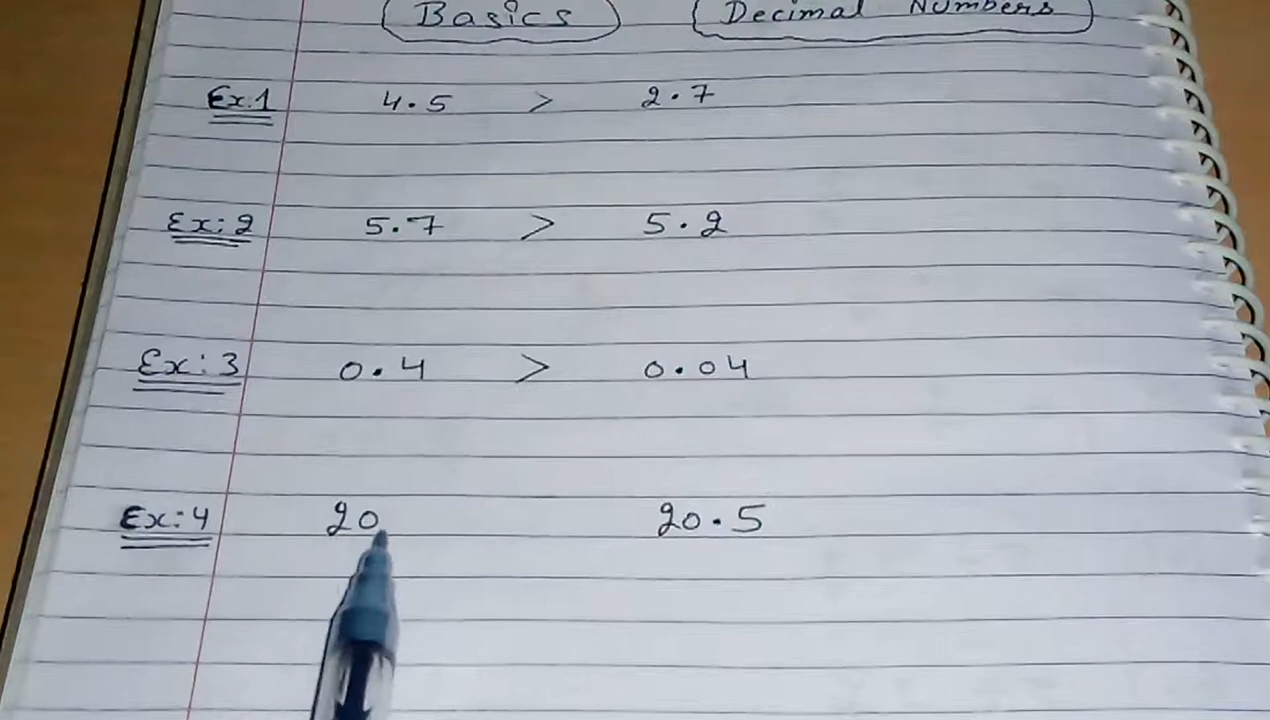 Basics Decimal Numbers
Ex.1 4.5 > 2.7
Ex:2 5.7 > 5.2
Ex:3 0.4 > 0.04
Ex:4 20 20.5